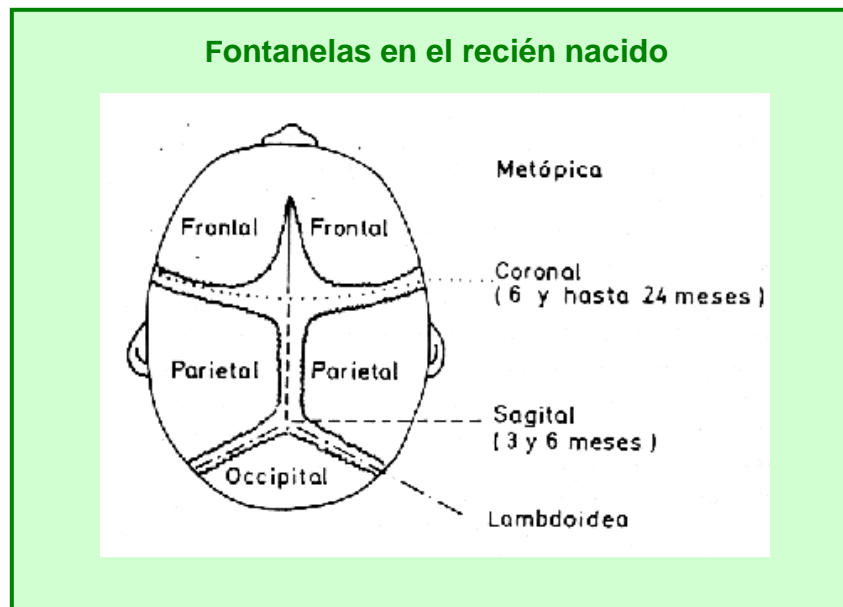 Fontanelas en el recién nacido
Metópica
Frontal Frontal
Coronal
(6 y hasta 24 meses)
Parietal Parietal
Sagital
(3 y 6 meses)
Occipital
Lambdoidea